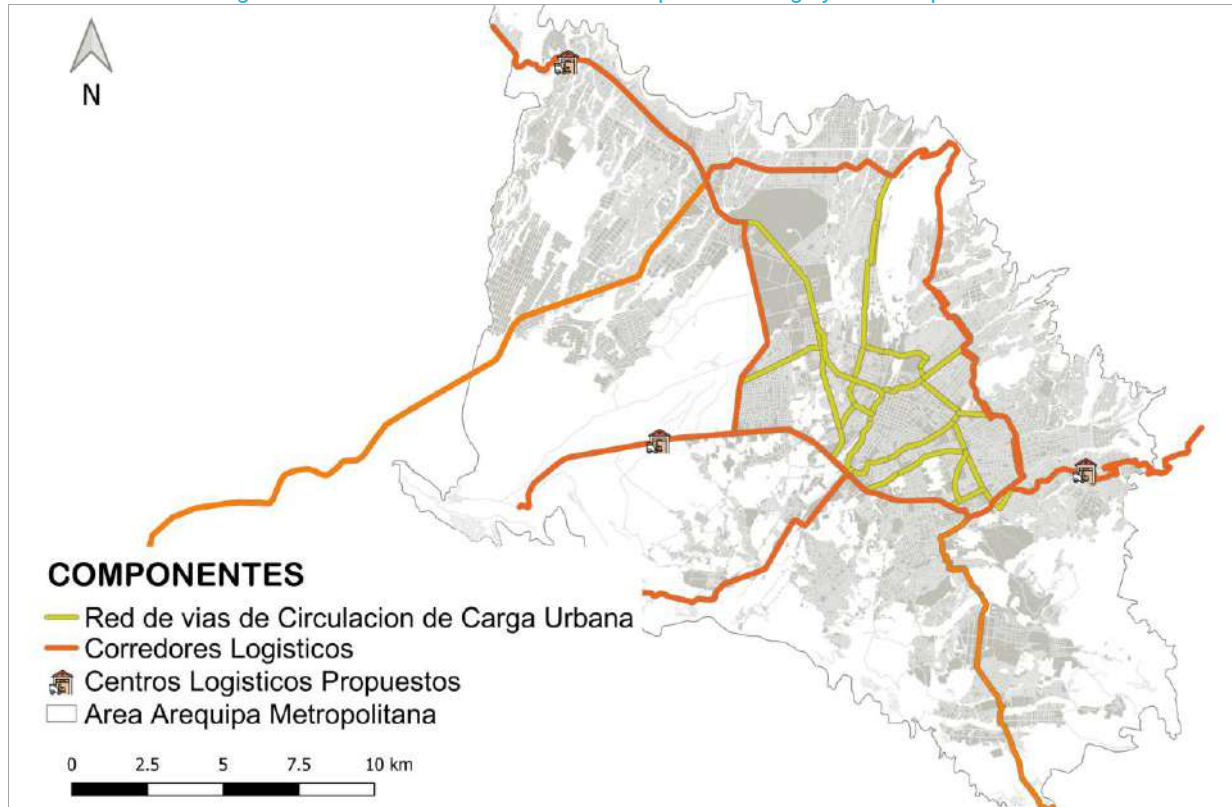 N
COMPONENTES
Red de vias de Circulacion de Carga Urbana
Corredores Logisticos
Centros Logisticos Propuestos
Area Arequipa Metropolitana
0 2.5 5 7.5 10 km